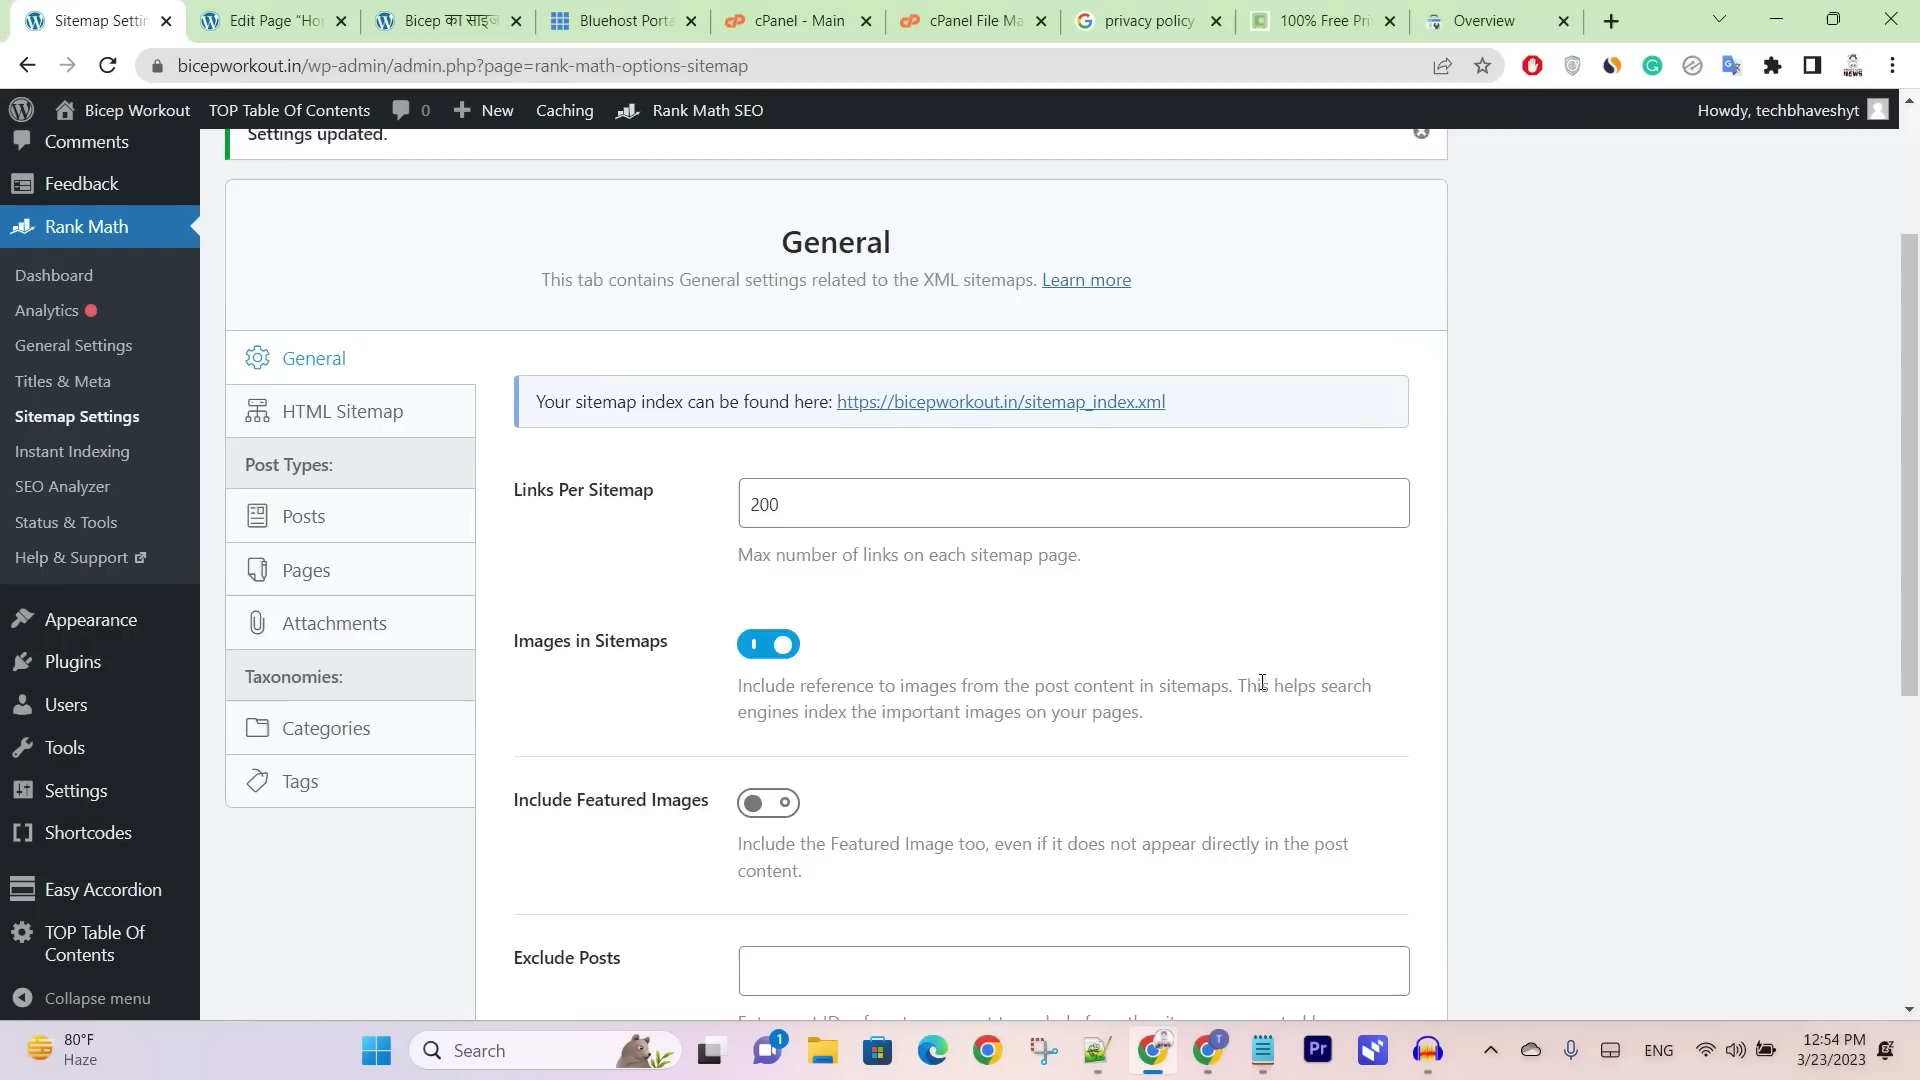 Sitemap Settin
Edit Page "Ho
Bicep का साइज
Bluehost Porta
cPanel - Main
cPanel File Ma
privacy policy
100% Free Pri
Overview
bicepworkout.in/wp-admin/admin.php?page=rank-math-options-sitemap
NEWS
Bicep Workout
TOP Table Of Contents
0
New
Caching
Rank Math SEO
Howdy, techbhaveshyt
Comments
Feedback
Rank Math
Dashboard
Analytics
General Settings
Titles & Meta
Sitemap Settings
Instant Indexing
SEO Analyzer
Status & Tools
Help & Support
Appearance
Plugins
Users
Tools
Settings
Shortcodes
Easy Accordion
TOP Table Of
Contents
Collapse menu
Settings updated.
General
This tab contains General settings related to the XML sitemaps. Learn more
General
HTML Sitemap
Post Types:
Posts
Pages
Attachments
Taxonomies:
Categories
Tags
Your sitemap index can be found here: https://bicepworkout.in/sitemap_index.xml
Links Per Sitemap
200
Max number of links on each sitemap page.
Images in Sitemaps
Include reference to images from the post content in sitemaps. This helps search
engines index the important images on your pages.
Include Featured Images
Include the Featured Image too, even if it does not appear directly in the post
content.
Exclude Posts
80°F
Haze
Search
1
T
Pr
ENG
12:54 PM
3/23/2023